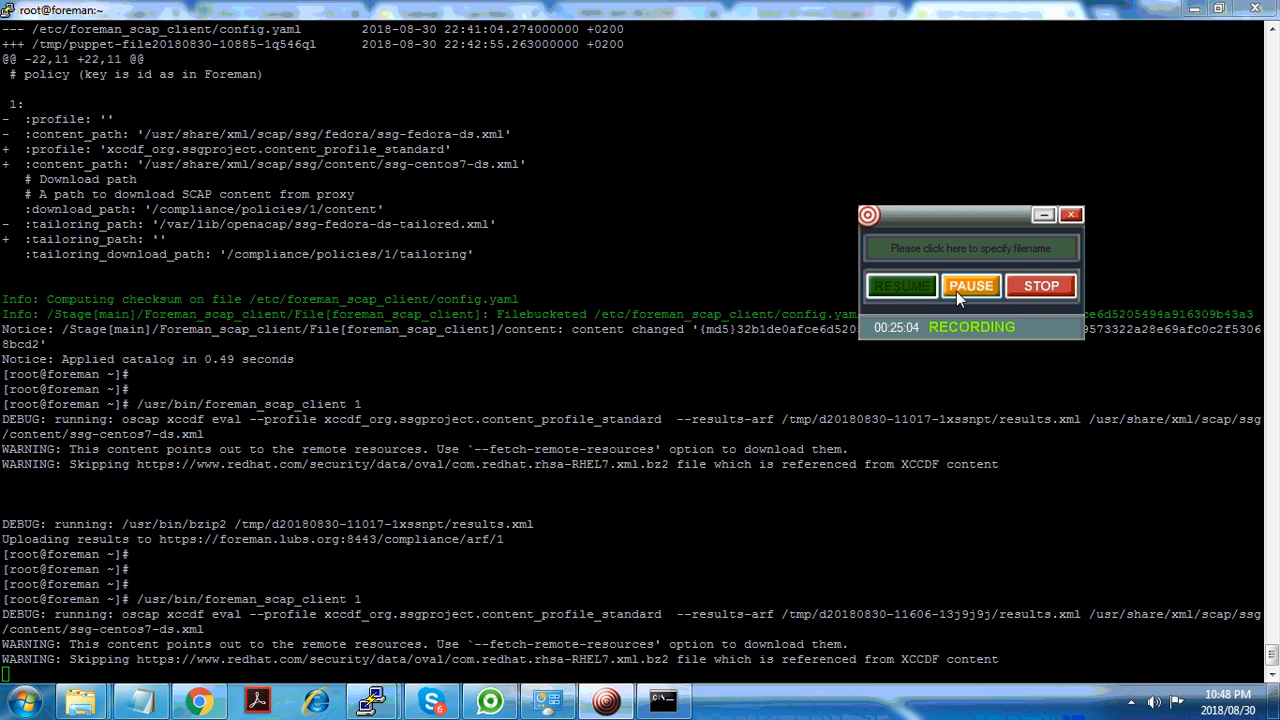 root@foreman:~
--- /etc/foreman_scap_client/config.yaml        2018-08-30 22:41:04.274000000 +0200
+++ /tmp/puppet-file20180830-10885-1q546ql      2018-08-30 22:42:55.263000000 +0200
@@ -22,11 +22,11 @@
 # policy (key is id as in Foreman)
 1:
-  :profile: ''
-  :content_path: '/usr/share/xml/scap/ssg/fedora/ssg-fedora-ds.xml'
+  :profile: 'xccdf_org.ssgproject.content_profile_standard'
+  :content_path: '/usr/share/xml/scap/ssg/content/ssg-centos7-ds.xml'
   # Download path
   # A path to download SCAP content from proxy
   :download_path: '/compliance/policies/1/content'
-  :tailoring_path: '/var/lib/openacap/ssg-fedora-ds-tailored.xml'
+  :tailoring_path: ''
   :tailoring_download_path: '/compliance/policies/1/tailoring'
Please click here to specify filename
RESUME PAUSE STOP
00:25:04 RECORDING
Info: Computing checksum on file /etc/foreman_scap_client/config.yaml
Info: /Stage[main]/Foreman_scap_client/File[foreman_scap_client]: Filebucketed /etc/foreman_scap_client/config.yam ce6d5205494a916309b43a3
Notice: /Stage[main]/Foreman_scap_client/File[foreman_scap_client]/content: content changed '{md5}32b1de0afce6d520 9573322a28e69afc0c2f5306
8bcd2'
Notice: Applied catalog in 0.49 seconds
[root@foreman ~]#
[root@foreman ~]#
[root@foreman ~]# /usr/bin/foreman_scap_client 1
DEBUG: running: oscap xccdf eval --profile xccdf_org.ssgproject.content_profile_standard  --results-arf /tmp/d20180830-11017-1xssnpt/results.xml /usr/share/xml/scap/ssg
/content/ssg-centos7-ds.xml
WARNING: This content points out to the remote resources. Use `--fetch-remote-resources' option to download them.
WARNING: Skipping https://www.redhat.com/security/data/oval/com.redhat.rhsa-RHEL7.xml.bz2 file which is referenced from XCCDF content
DEBUG: running: /usr/bin/bzip2 /tmp/d20180830-11017-1xssnpt/results.xml
Uploading results to https://foreman.lubs.org:8443/compliance/arf/1
[root@foreman ~]#
[root@foreman ~]#
[root@foreman ~]#
[root@foreman ~]# /usr/bin/foreman_scap_client 1
DEBUG: running: oscap xccdf eval --profile xccdf_org.ssgproject.content_profile_standard  --results-arf /tmp/d20180830-11606-13j9j9j/results.xml /usr/share/xml/scap/ssg
/content/ssg-centos7-ds.xml
WARNING: This content points out to the remote resources. Use `--fetch-remote-resources' option to download them.
WARNING: Skipping https://www.redhat.com/security/data/oval/com.redhat.rhsa-RHEL7.xml.bz2 file which is referenced from XCCDF content
6
C:\
10:48 PM
2018/08/30